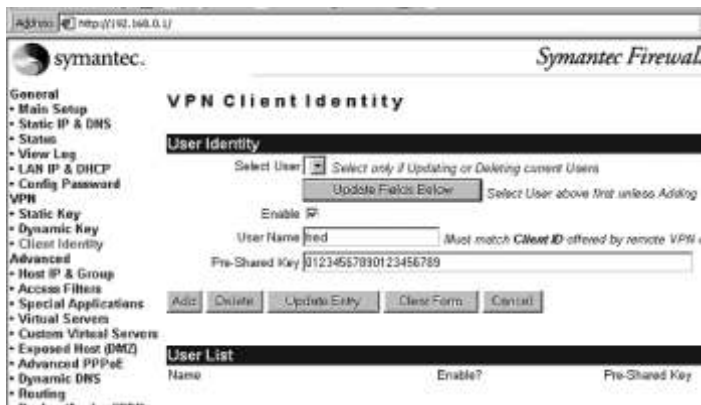 Address http://192.168.0.1/
symantec.
Symantec Firewall
General
• Main Setup
• Static IP & DNS
• Status
• View Log
• LAN IP & DHCP
• Config Password
VPN
• Static Key
• Dynamic Key
• Client Identity
Advanced
• Host IP & Group
• Access Filters
• Special Applications
• Virtual Servers
• Custom Virtual Servers
• Exposed Host (DMZ)
• Advanced PPPoE
• Dynamic DNS
• Routing
VPN Client Identity
User Identity
Select User Select only if Updating or Deleting current Users
Update Fields Below Select User above first unless Adding
Enable
User Name Must match Client ID offered by remote VPN
Pre-Shared Key 01234567890123456789
Add Delete Update Entry Clear Form Cancel
User List
Name Enable? Pre-Shared Key